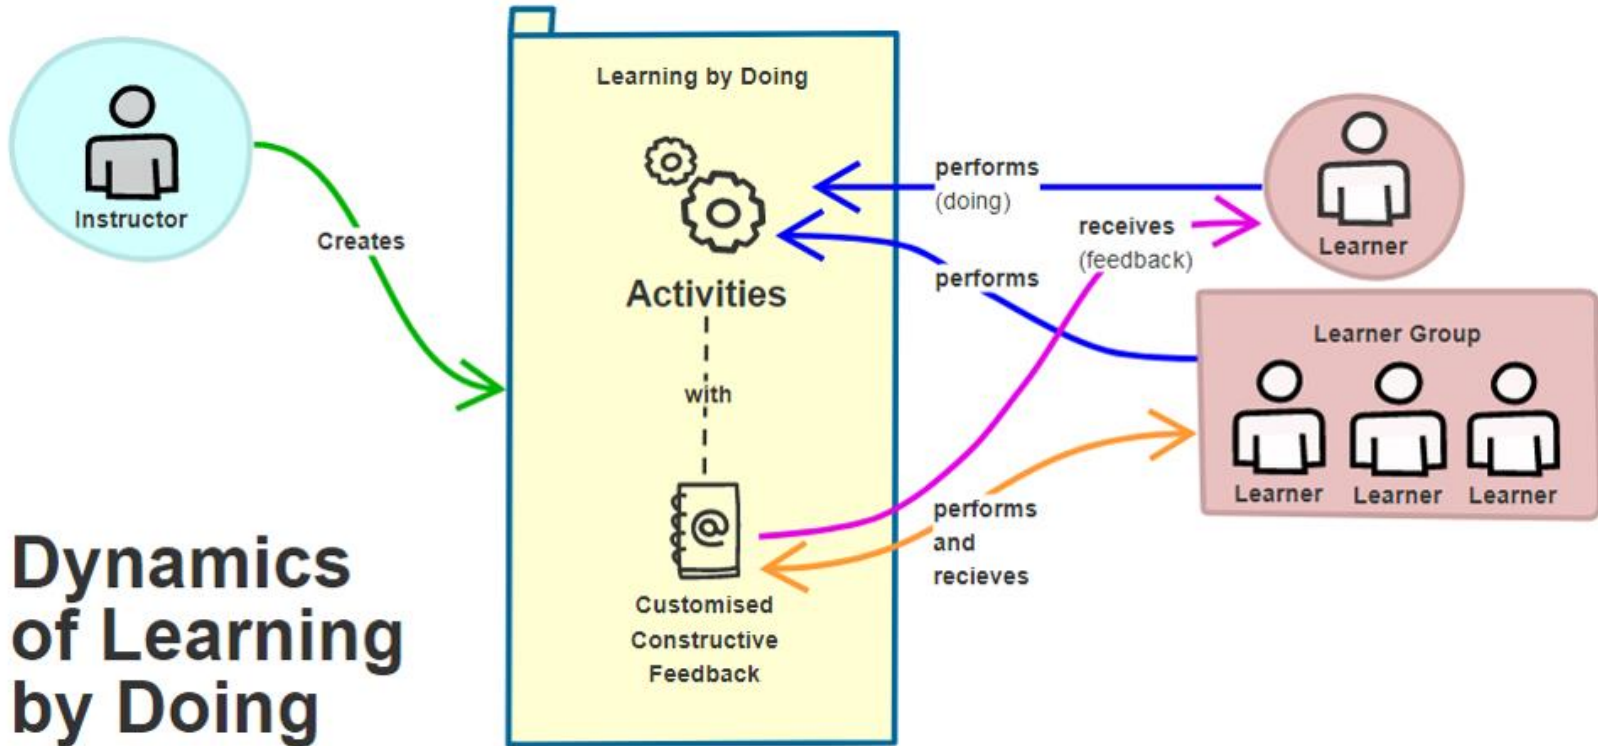 Learning by Doing
Instructor
Creates
Activities
with
Customised
Constructive
Feedback
performs
(doing)
receives
(feedback)
performs
performs
and
recieves
Learner
Learner Group
Learner Learner Learner
Dynamics
of Learning
by Doing